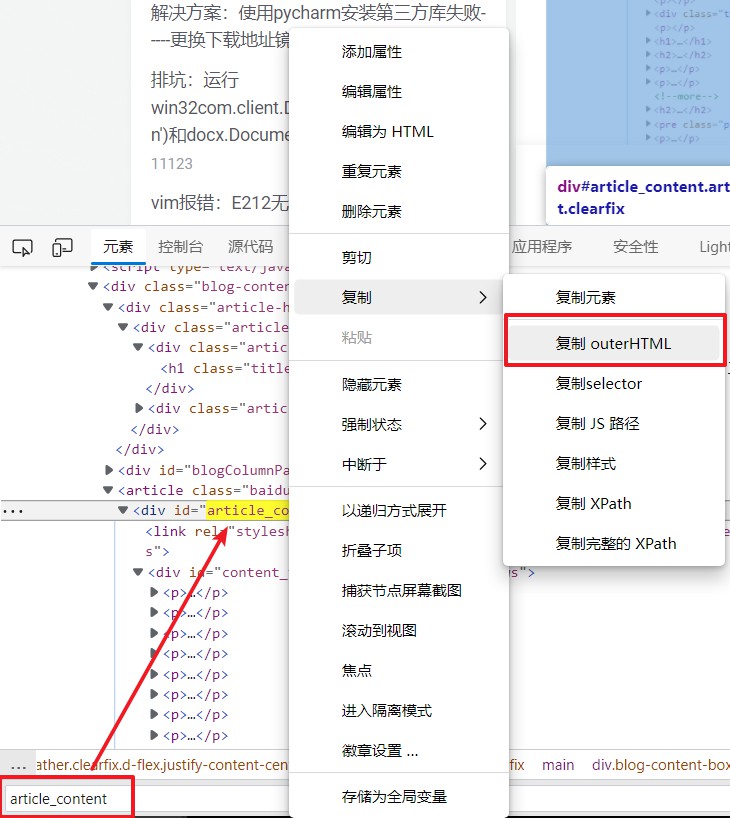 解决方案：使用pycharm安装第三方库失败-
----更换下载地址镜
排坑：运行
win32com.client.D
n')和docx.Docume
11123
vim报错：E212无
<div class="t
<p></p>
<h1>…</h1>
<h2>…</h2>
<p>…</p>
<p>…</p>
<!--more-->
<h2>…</h2>
<pre class="p
<p>…</p>
div#article_content.art
t.clearfix
添加属性
编辑属性
编辑为 HTML
重复元素
删除元素
剪切
复制
粘贴
隐藏元素
强制状态
中断于
以递归方式展开
折叠子项
捕获节点屏幕截图
滚动到视图
焦点
进入隔离模式
徽章设置 ...
存储为全局变量
复制元素
复制 outerHTML
复制selector
复制 JS 路径
复制样式
复制 XPath
复制完整的 XPath
元素 控制台 源代码 应用程序 安全性 Light
<script type="text/java
<div class="blog-conten
<div class="article-h
<div class="article
<div class="artic
<h1 class="title
</div>
<div class="artic
</div>
</div>
<div id="blogColumnPa
<article class="baidu
... <div id="article_co
<link rel="stylesh
s">
<div id="content_ s">
<p>…</p>
<p>…</p>
<p>…</p>
<p>…</p>
<p>…</p>
<p>…</p>
<p>…</p>
<p>…</p>
... ather.clearfix.d-flex.justify-content-cen fix main div.blog-content-box
article_content